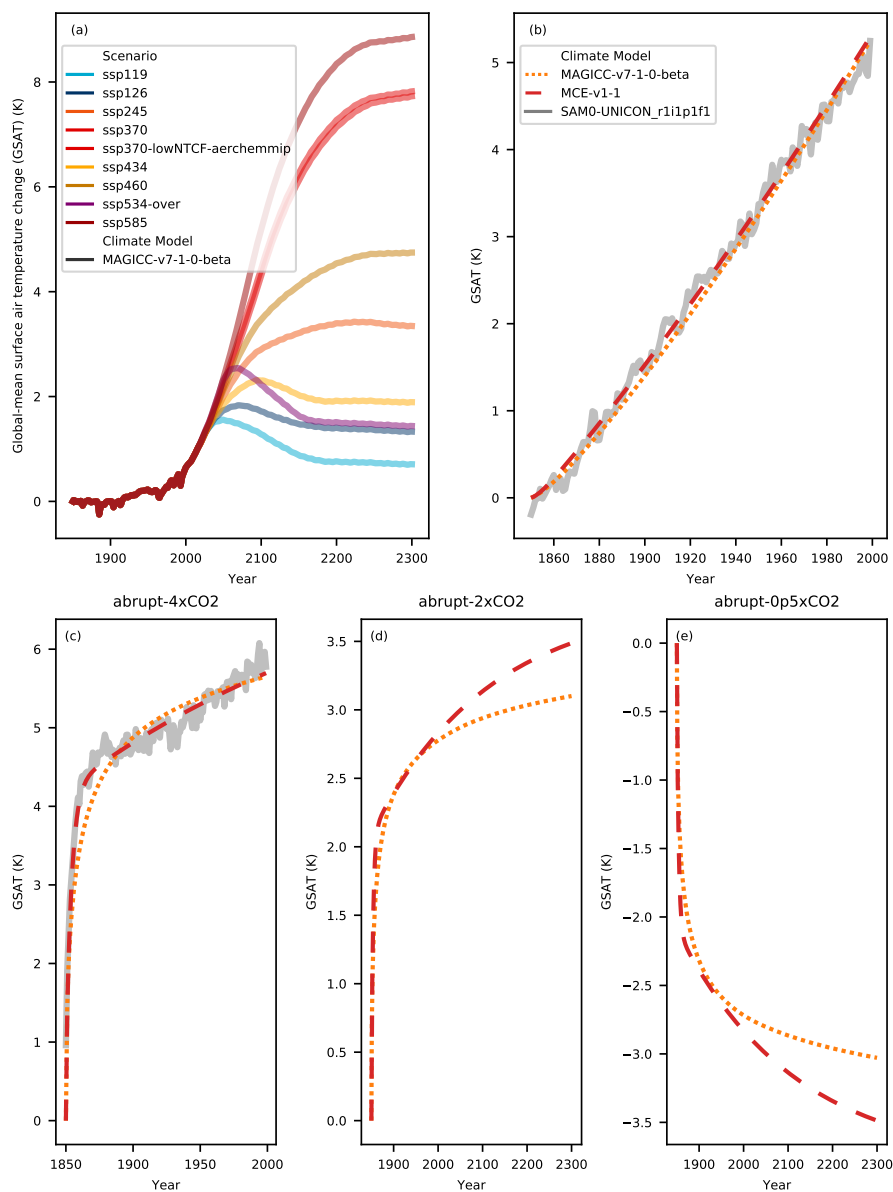 (a)
Scenario
ssp119
ssp126
ssp245
ssp370
ssp370-lowNTCF-aerchemmip
ssp434
ssp460
ssp534-over
ssp585
Climate Model
MAGICC-v7-1-0-beta
Global-mean surface air temperature change (GSAT) (K)
8
6
4
2
0
1900 2000 2100 2200 2300
Year
(b)
Climate Model
MAGICC-v7-1-0-beta
MCE-v1-1
SAM0-UNICON_r1i1p1f1
GSAT (K)
5
4
3
2
1
0
1860 1880 1900 1920 1940 1960 1980 2000
Year
abrupt-4xCO2
(c)
GSAT (K)
6
5
4
3
2
1
0
1850 1900 1950 2000
Year
abrupt-2xCO2
(d)
GSAT (K)
3.5
3.0
2.5
2.0
1.5
1.0
0.5
0.0
1900 2000 2100 2200 2300
Year
abrupt-0p5xCO2
(e)
GSAT (K)
0.0
−0.5
−1.0
−1.5
−2.0
−2.5
−3.0
−3.5
1900 2000 2100 2200 2300
Year